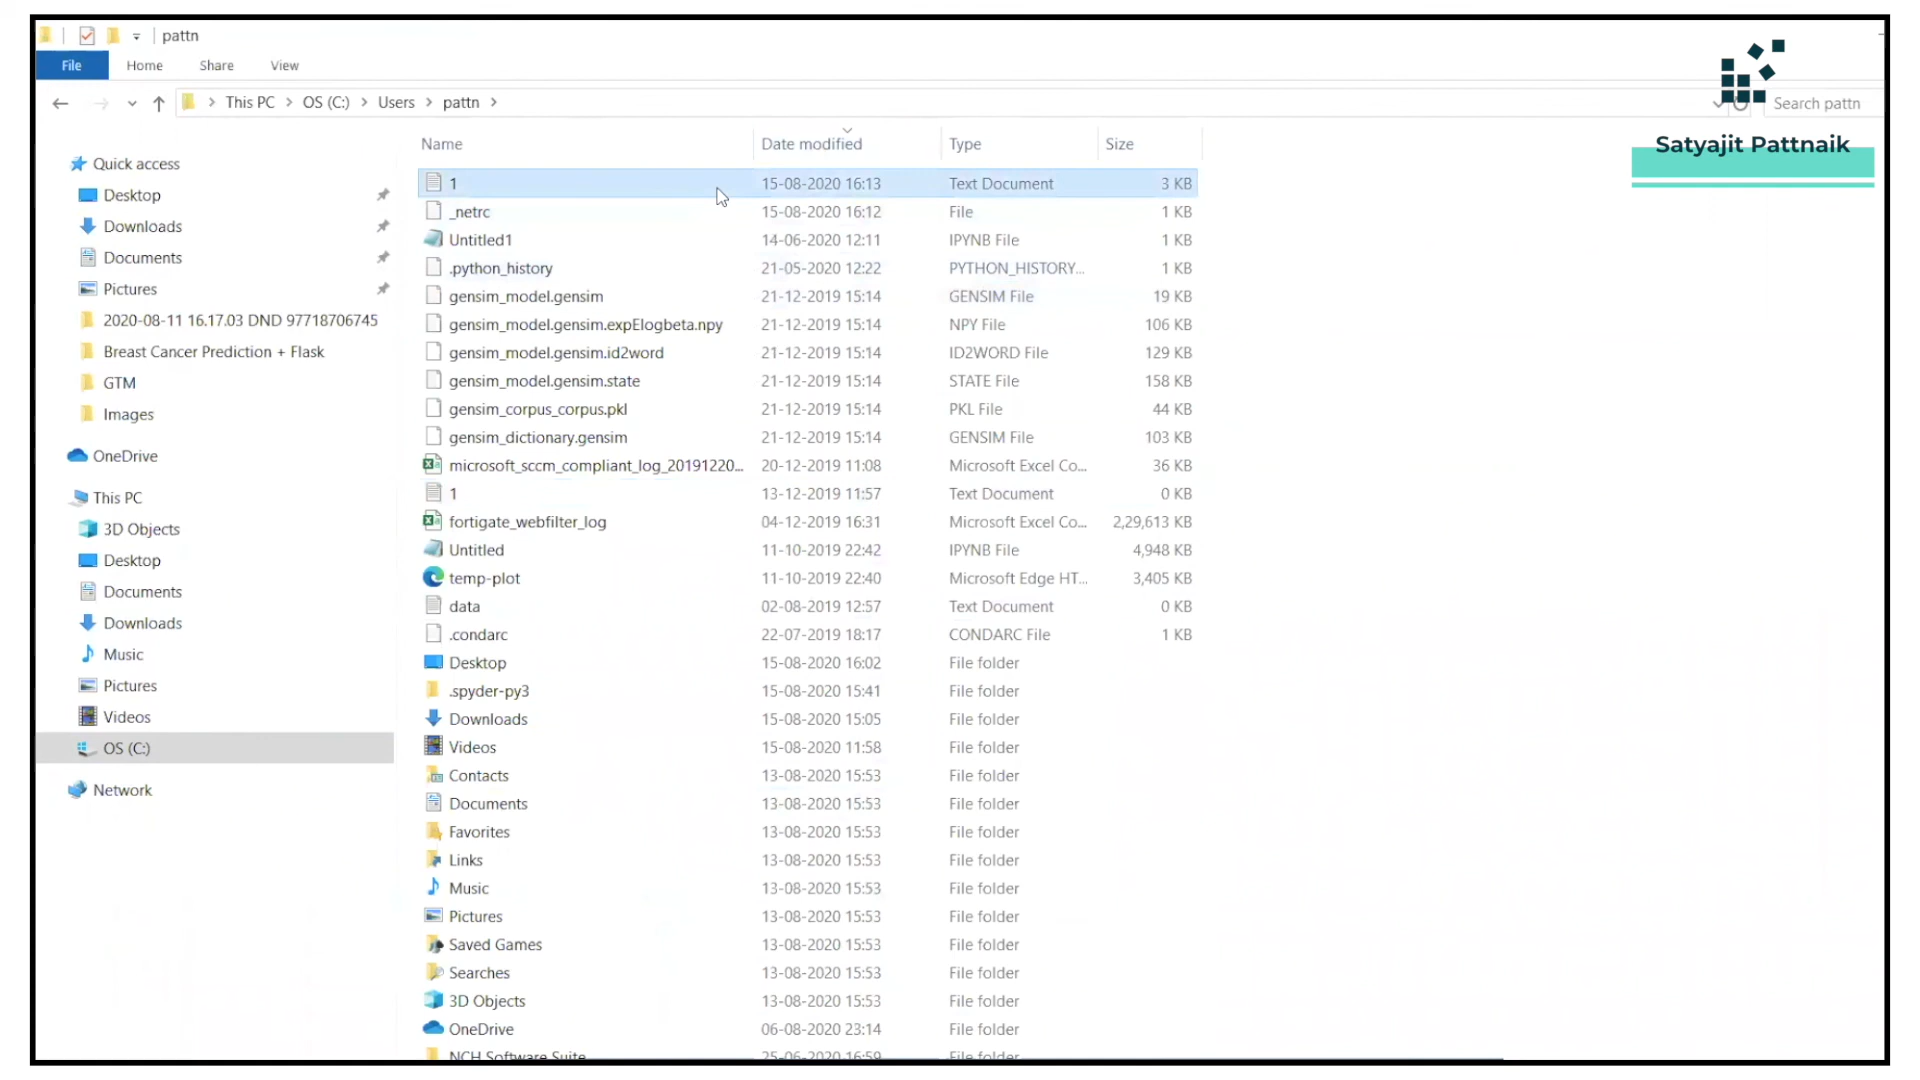 pattn
File Home Share View
This PC OS (C:) Users pattn
Search pattn
Satyajit Pattnaik
Quick access
Desktop
Downloads
Documents
Pictures
2020-08-11 16.17.03 DND 97718706745
Breast Cancer Prediction + Flask
GTM
Images
OneDrive
This PC
3D Objects
Desktop
Documents
Downloads
Music
Pictures
Videos
OS (C:)
Network
Name Date modified Type Size
1 15-08-2020 16:13 Text Document 3 KB
_netrc 15-08-2020 16:12 File 1 KB
Untitled1 14-06-2020 12:11 IPYNB File 1 KB
.python_history 21-05-2020 12:22 PYTHON_HISTORY... 1 KB
gensim_model.gensim 21-12-2019 15:14 GENSIM File 19 KB
gensim_model.gensim.expElogbeta.npy 21-12-2019 15:14 NPY File 106 KB
gensim_model.gensim.id2word 21-12-2019 15:14 ID2WORD File 129 KB
gensim_model.gensim.state 21-12-2019 15:14 STATE File 158 KB
gensim_corpus_corpus.pkl 21-12-2019 15:14 PKL File 44 KB
gensim_dictionary.gensim 21-12-2019 15:14 GENSIM File 103 KB
microsoft_sccm_compliant_log_20191220... 20-12-2019 11:08 Microsoft Excel Co... 36 KB
1 13-12-2019 11:57 Text Document 0 KB
fortigate_webfilter_log 04-12-2019 16:31 Microsoft Excel Co... 2,29,613 KB
Untitled 11-10-2019 22:42 IPYNB File 4,948 KB
temp-plot 11-10-2019 22:40 Microsoft Edge HT... 3,405 KB
data 02-08-2019 12:57 Text Document 0 KB
.condarc 22-07-2019 18:17 CONDARC File 1 KB
Desktop 15-08-2020 16:02 File folder
.spyder-py3 15-08-2020 15:41 File folder
Downloads 15-08-2020 15:05 File folder
Videos 15-08-2020 11:58 File folder
Contacts 13-08-2020 15:53 File folder
Documents 13-08-2020 15:53 File folder
Favorites 13-08-2020 15:53 File folder
Links 13-08-2020 15:53 File folder
Music 13-08-2020 15:53 File folder
Pictures 13-08-2020 15:53 File folder
Saved Games 13-08-2020 15:53 File folder
Searches 13-08-2020 15:53 File folder
3D Objects 13-08-2020 15:53 File folder
OneDrive 06-08-2020 23:14 File folder
NCH Software Suite 25-06-2020 16:59 File folder